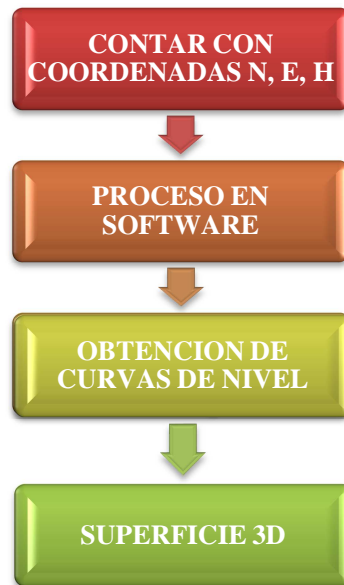 CONTAR CON
COORDENADAS N, E, H
PROCESO EN
SOFTWARE
OBTENCION DE
CURVAS DE NIVEL
SUPERFICIE 3D